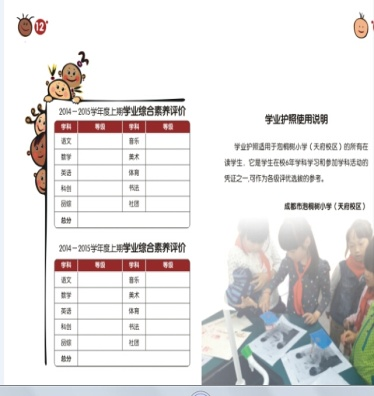 12
2014-2015学年度上期学业综合素养评价
学科 等级 学科 等级
语文 音乐
数学 美术
英语 体育
科创 书法
品综 社团
总分
2014-2015学年度上期学业综合素养评价
学科 等级 学科 等级
语文 音乐
数学 美术
英语 体育
科创 书法
品综 社团
总分
学业护照使用说明
学业护照适用于泡桐树小学（天府校区）的所有在
读学生．它是学生在校6年学科学习和参加学科活动的
凭证之一，可作为各级评优选拔的参考。
成都市泡桐树小学（天府校区）